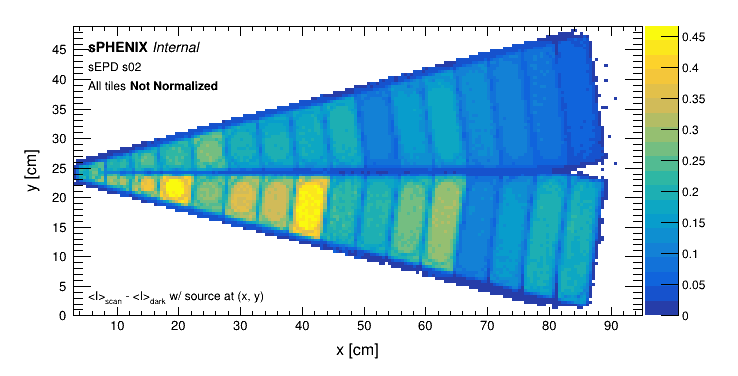 sPHENIX Internal
sEPD s02
All tiles Not Normalized
45
40
35
30
25
20
15
10
5
0
y [cm]
<I>scan - <I>dark w/ source at (x, y)
10 20 30 40 50 60 70 80 90
x [cm]
0.45
0.4
0.35
0.3
0.25
0.2
0.15
0.1
0.05
0